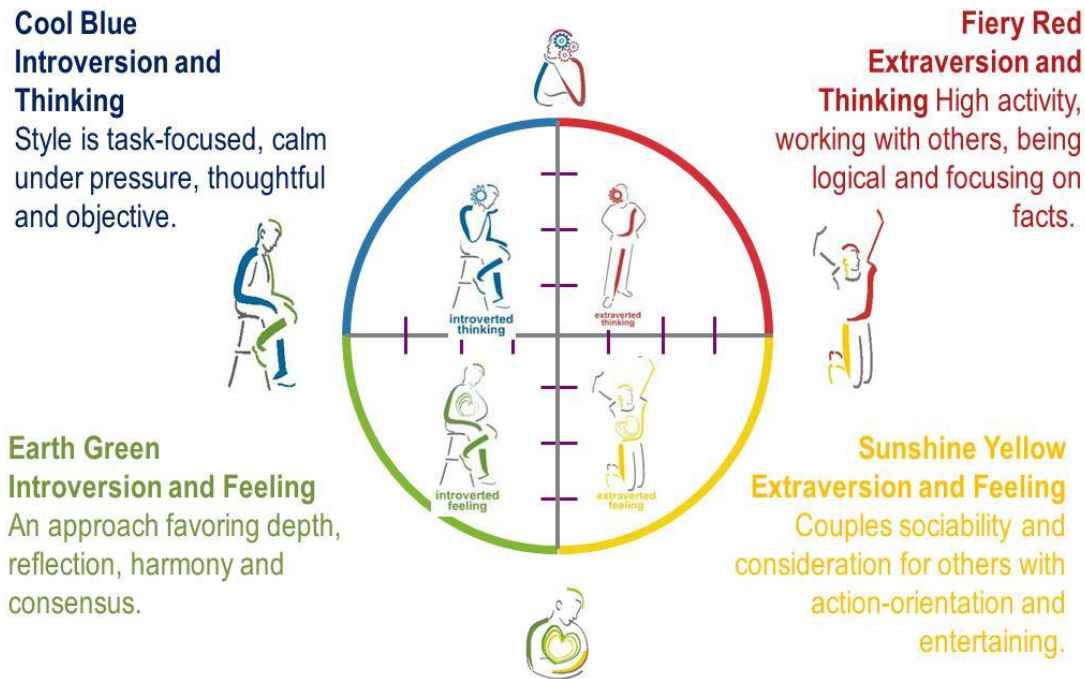 Cool Blue
Introversion and
Thinking
Style is task-focused, calm
under pressure, thoughtful
and objective.
Fiery Red
Extraversion and
Thinking High activity,
working with others, being
logical and focusing on
facts.
introverted
thinking
extraverted
thinking
introverted
feeling
extraverted
feeling
Earth Green
Introversion and Feeling
An approach favoring depth,
reflection, harmony and
consensus.
Sunshine Yellow
Extraversion and Feeling
Couples sociability and
consideration for others with
action-orientation and
entertaining.